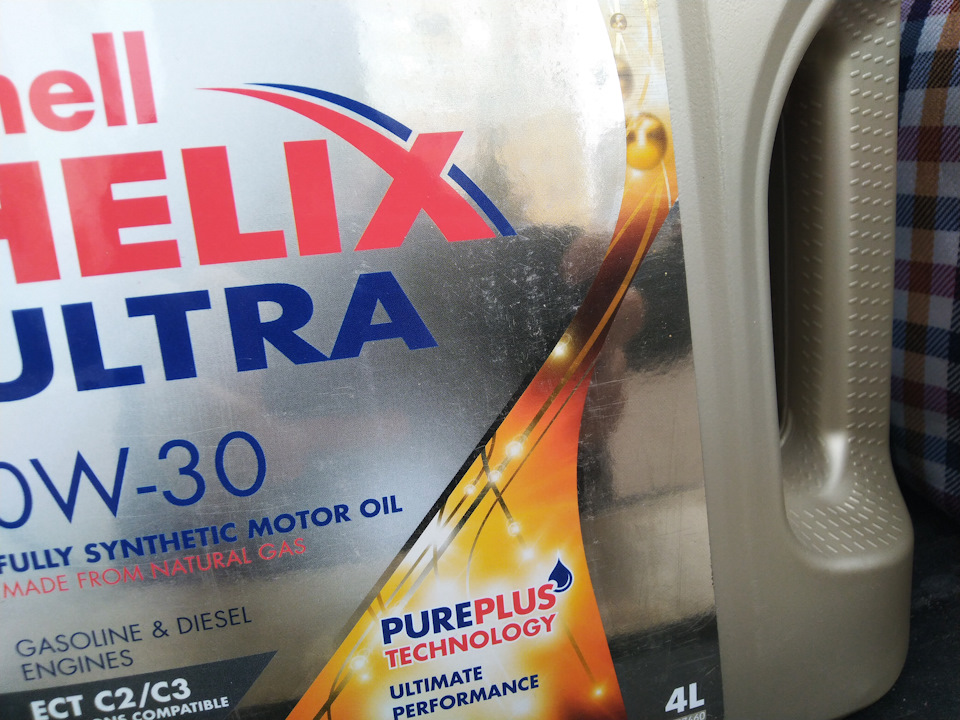 hell
HELIX
ULTRA
0W-30
FULLY SYNTHETIC MOTOR OIL
MADE FROM NATURAL GAS
GASOLINE & DIESEL
ENGINES
ECT C2/C3
COMPATIBLE
PUREPLUS
TECHNOLOGY
ULTIMATE
PERFORMANCE
4L